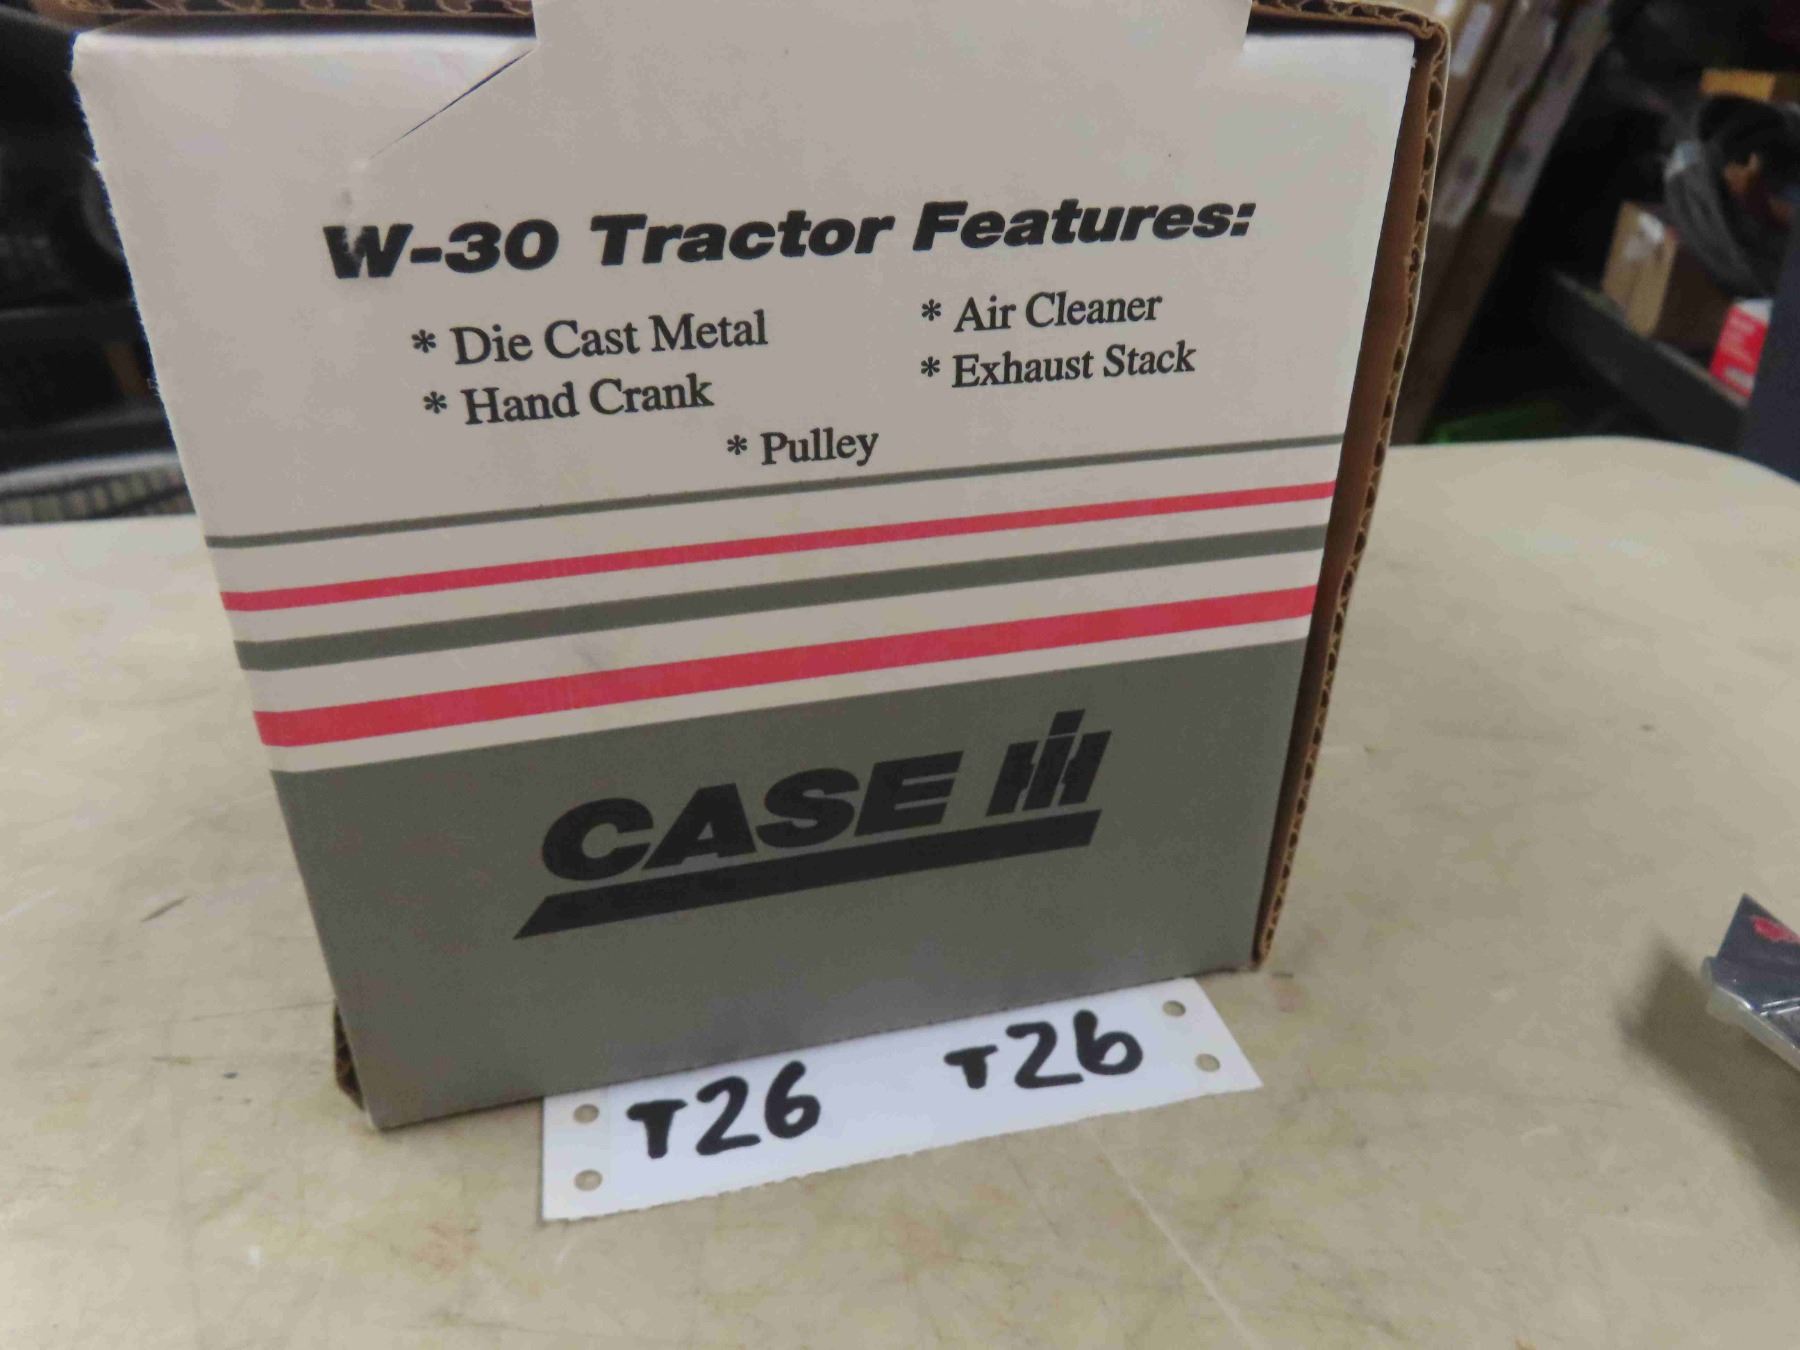 W-30 Tractor Features:
* Die Cast Metal
* Hand Crank
* Air Cleaner
* Exhaust Stack
* Pulley
CASE IH
T26 T26